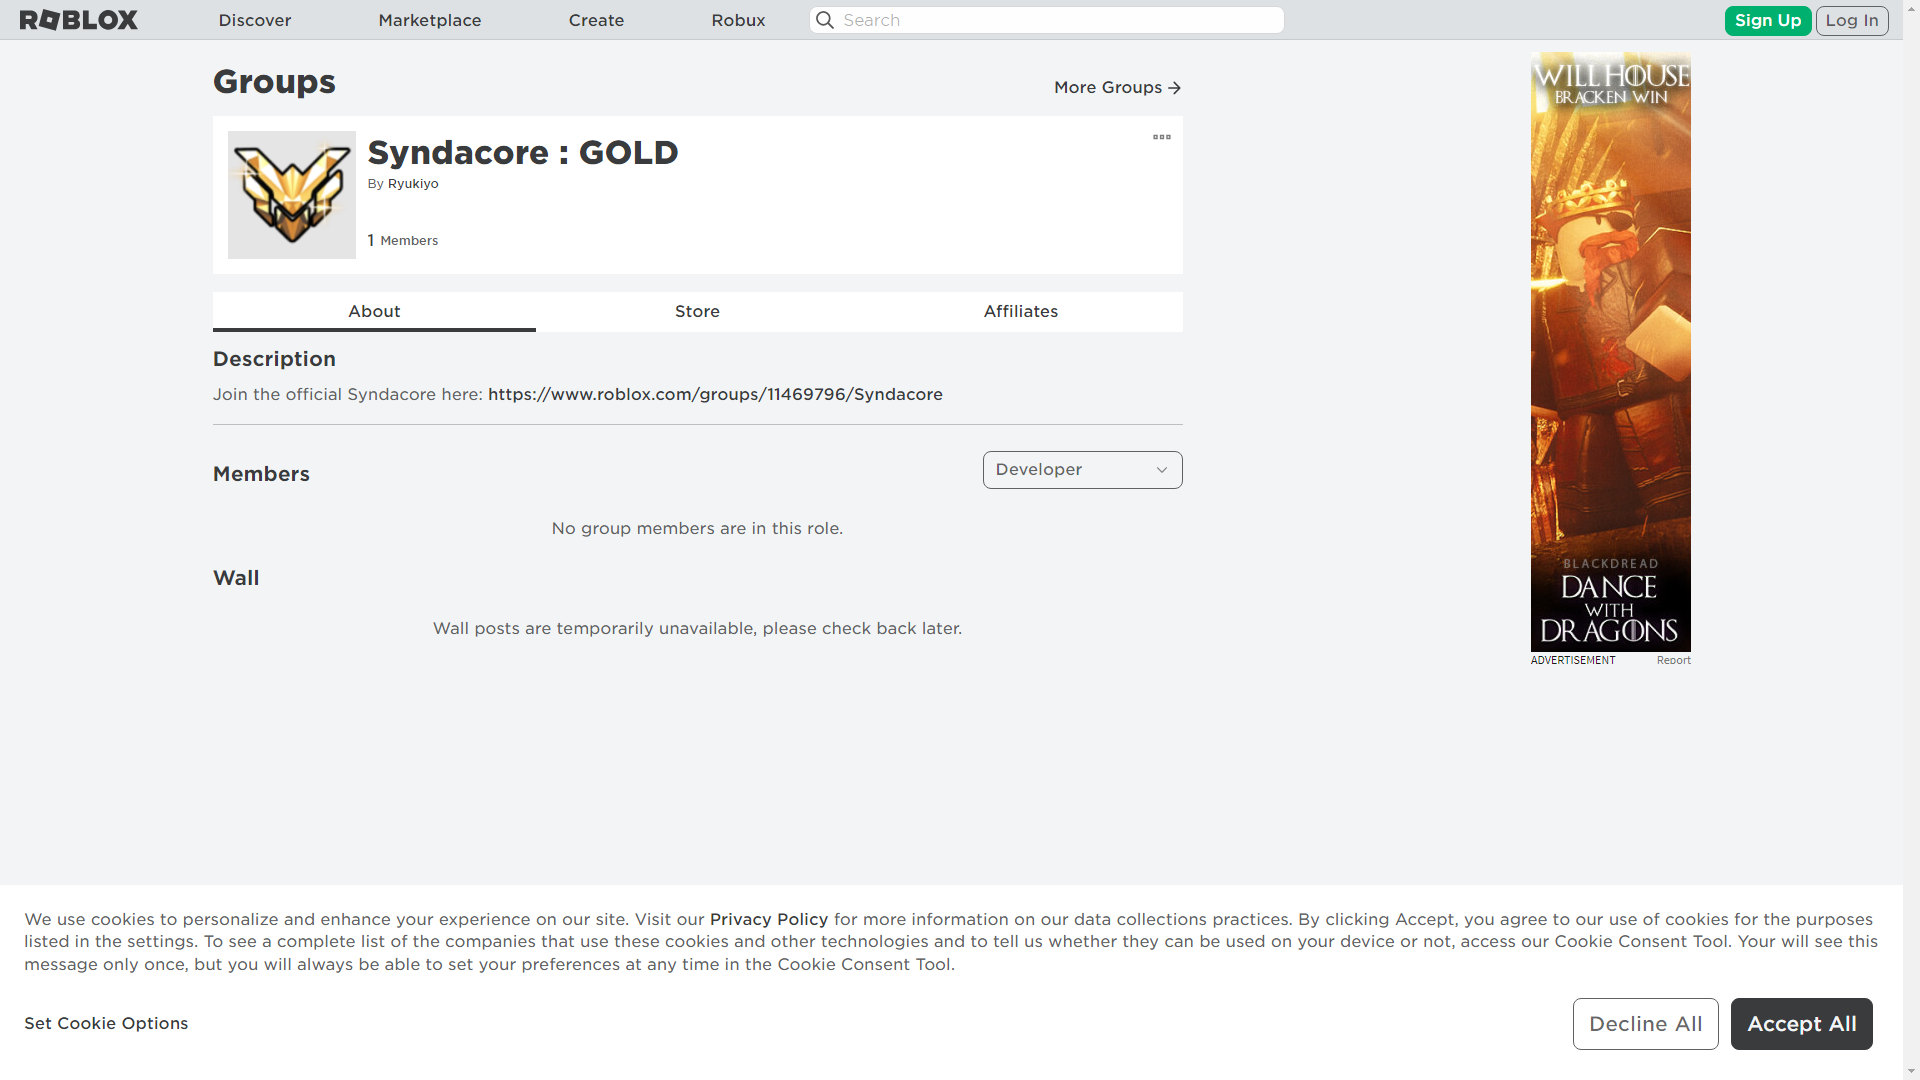 ROBLOX
Discover
Marketplace
Create
Robux
Search
Sign Up
Log In
Groups
More Groups
Syndacore : GOLD
By Ryukiyo
1 Members
About
Store
Affiliates
Description
Join the official Syndacore here: https://www.roblox.com/groups/11469796/Syndacore
Members
Developer
No group members are in this role.
Wall
Wall posts are temporarily unavailable, please check back later.
WILL HOUSE
BRACKEN WIN
BLACKDREAD
DANCE
WITH
DRAGONS
ADVERTISEMENT
Report
We use cookies to personalize and enhance your experience on our site. Visit our Privacy Policy for more information on our data collections practices. By clicking Accept, you agree to our use of cookies for the purposes
listed in the settings. To see a complete list of the companies that use these cookies and other technologies and to tell us whether they can be used on your device or not, access our Cookie Consent Tool. Your will see this
message only once, but you will always be able to set your preferences at any time in the Cookie Consent Tool.
Set Cookie Options
Decline All
Accept All